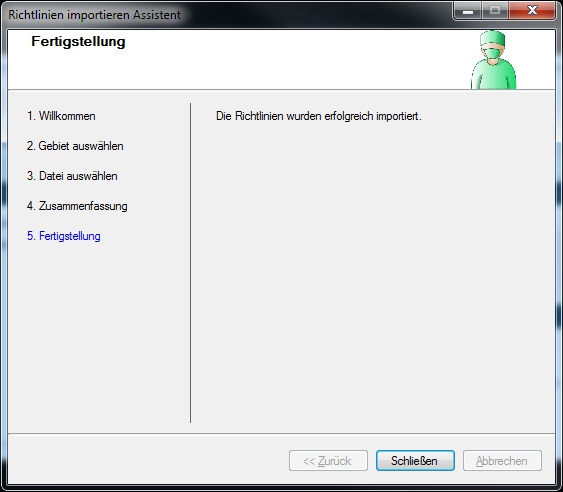 Richtlinien importieren Assistent
Fertigstellung
1. Willkommen
2. Gebiet auswählen
3. Datei auswählen
4. Zusammenfassung
5. Fertigstellung
Die Richtlinien wurden erfolgreich importiert.
<< Zurück
Schließen
Abbrechen